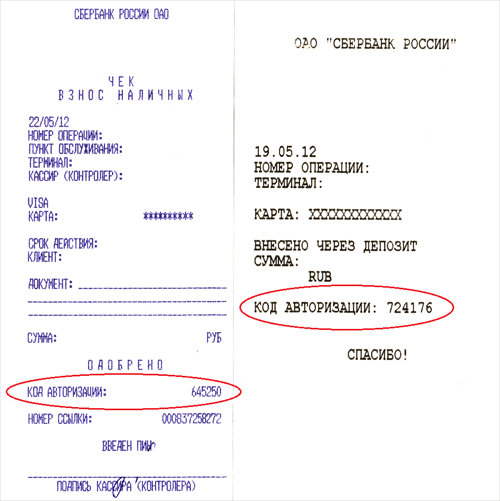 СБЕРБАНК РОССИИ ОАО
ЧЕК
ВЗНОС НАЛИЧНЫХ
22/05/12
НОМЕР ОПЕРАЦИИ:
ПУНКТ ОБСЛУЖИВАНИЯ:
ТЕРМИНАЛ:
КАССИР (КОНТРОЛЕР):
VISA
КАРТА: **********
СРОК ДЕЙСТВИЯ:
КЛИЕНТ:
ДОКУМЕНТ:
СУММА: РУБ
ОДОБРЕНО
КОД АВТОРИЗАЦИИ: 645250
НОМЕР ССЫЛКИ: 000837258272
ВВЕДЕН ПИН
ПОДПИСЬ КАССИРА (КОНТРОЛЕРА)
ОАО "СБЕРБАНК РОССИИ"
19.05.12
НОМЕР ОПЕРАЦИИ:
ТЕРМИНАЛ:
КАРТА: XXXXXXXXXXXXX
ВНЕСЕНО ЧЕРЕЗ ДЕПОЗИТ
СУММА:
RUB
КОД АВТОРИЗАЦИИ: 724176
СПАСИБО!